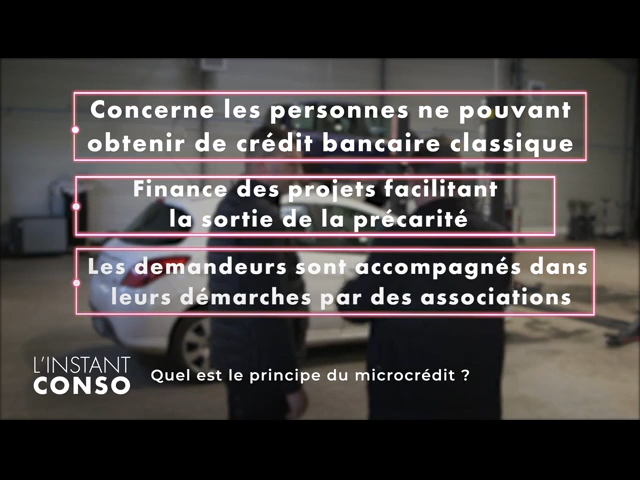 Concerne les personnes ne pouvant
obtenir de crédit bancaire classique
Finance des projets facilitant
la sortie de la précarité
Les demandeurs sont accompagnés dans
leurs démarches par des associations
L'INSTANT
CONSO
Quel est le principe du microcrédit ?